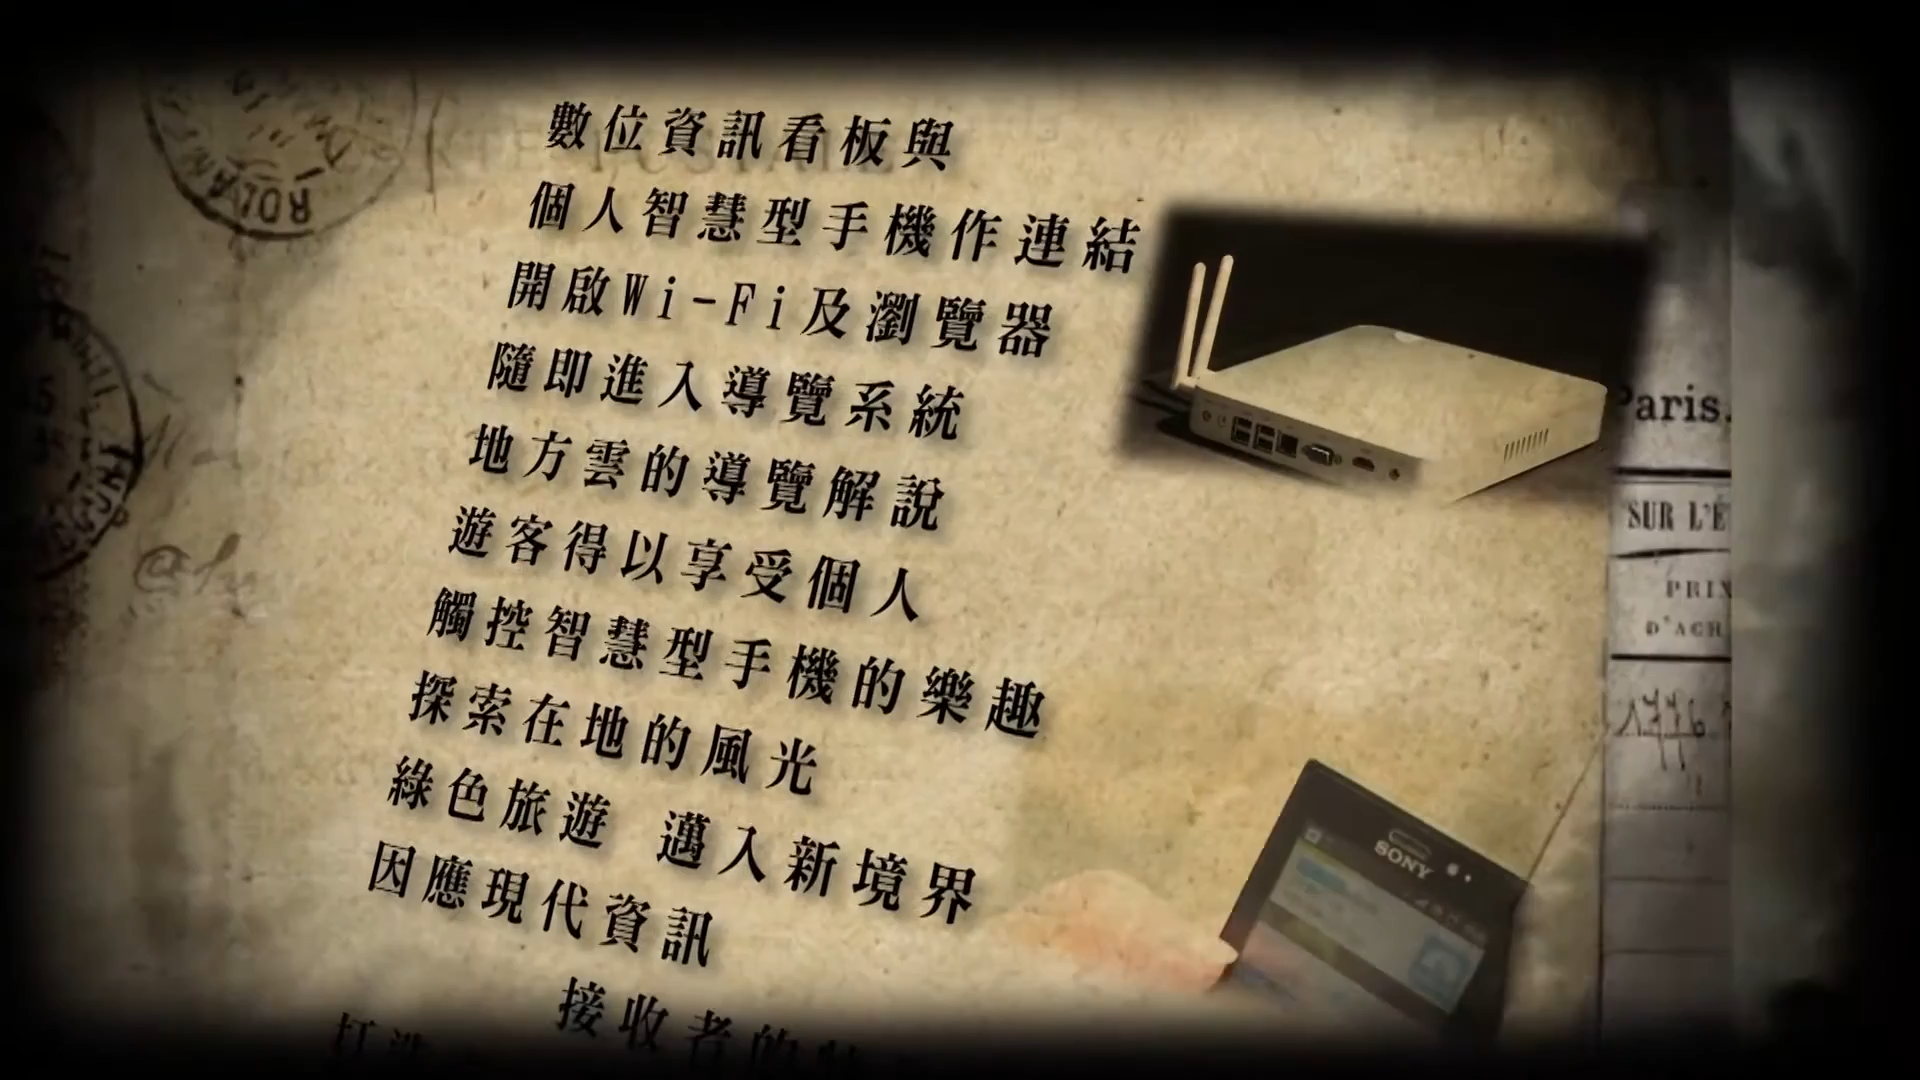 數位資訊看板與
個人智慧型手機作連結
開啟Wi-Fi及瀏覽器
隨即進入導覽系統
地方雲的導覽解說
遊客得以享受個人
觸控智慧型手機的樂趣
探索在地的風光
綠色旅遊 邁入新境界
因應現代資訊
接收者的
Paris.
SUR L'É
PRIX
D'ACH
SONY